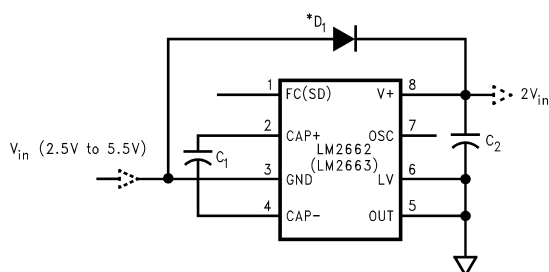 *D1
1 FC(SD) V+ 8 2Vin
2 CAP+ OSC 7
Vin (2.5V to 5.5V) C1 LM2662 C2
(LM2663)
3 GND LV 6
4 CAP- OUT 5